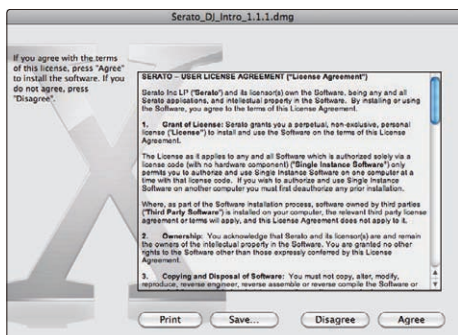 Serato_DJ_Intro_1.1.1.dmg
If you agree with the terms
of this license, press "Agree"
to install the software. If you
do not agree, press
"Disagree".
SERATO – USER LICENSE AGREEMENT ("License Agreement")
Serato Inc LP ("Serato") and its licensor(s) own the Software, being any and all
Serato applications, and intellectual property in the Software. By installing or using
the Software, you agree to the terms of this License Agreement.
1. Grant of License: Serato grants you a perpetual, non-exclusive, personal
license ("License") to install and use the Software on the terms of this License
Agreement.
The License as it applies to any and all Software which is authorized solely via a
license code (with no hardware component) ("Single Instance Software") only
permits you to authorize and use Single Instance Software on one computer at a
time with that license code. If you wish to authorize and use Single Instance
Software on another computer you must first deauthorize any prior installation.
Where, as part of the Software installation process, software owned by third parties
("Third Party Software") is installed on your computer, the relevant third party license
agreement or terms will apply, and this License Agreement does not apply to it.
2. Ownership: You acknowledge that Serato and its licensor(s) are and remain
the owners of the intellectual property in the Software. You are granted no other
rights to the Software other than those expressly conferred by this License
Agreement.
3. Copying and Disposal of Software: You must not copy, alter, modify,
reproduce, reverse engineer, reverse assemble or reverse compile the Software or
Print Save... Disagree Agree